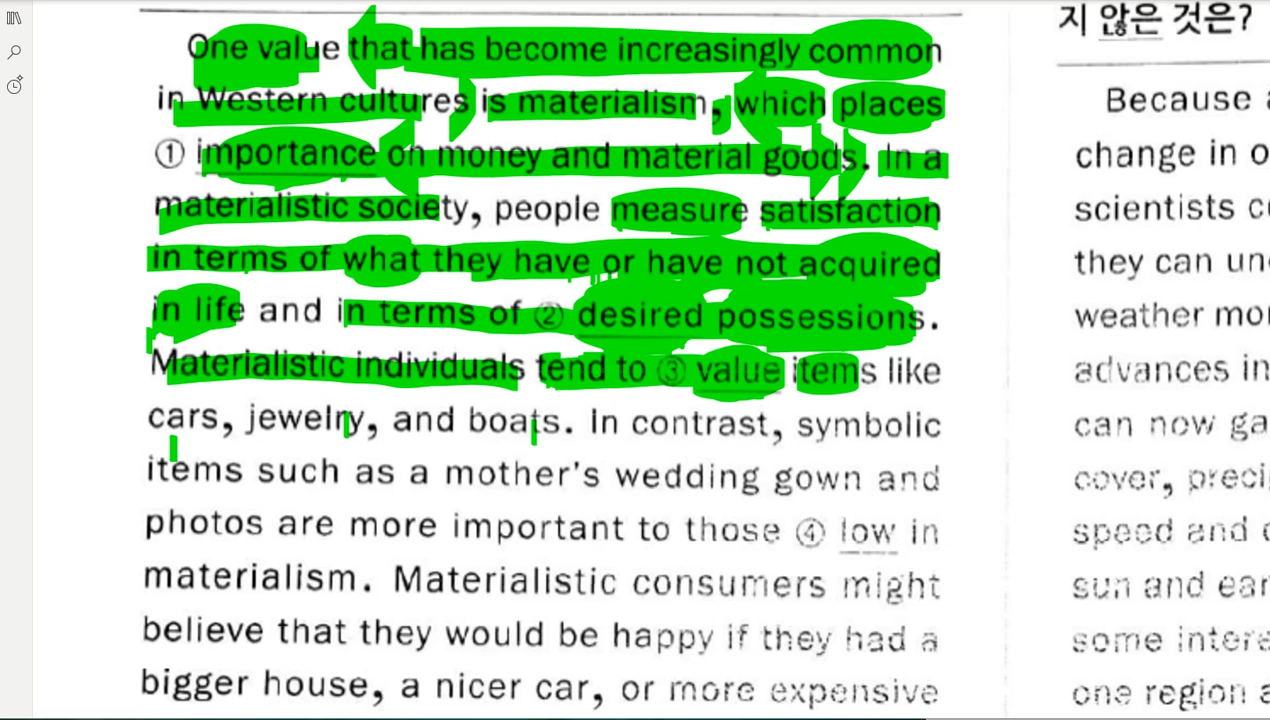 One value that has become increasingly common
in Western cultures is materialism, which places
① importance on money and material goods. In a
materialistic society, people measure satisfaction
in terms of what they have or have not acquired
in life and in terms of ② desired possessions.
Materialistic individuals tend to ③ value items like
cars, jewelry, and boats. In contrast, symbolic
items such as a mother's wedding gown and
photos are more important to those ④ low in
materialism. Materialistic consumers might
believe that they would be happy if they had a
bigger house, a nicer car, or more expensive
지 않은 것은?
Because
change in
scientists
they can
weather
advances in
can now
cover,
speed and
sun and
some
one region